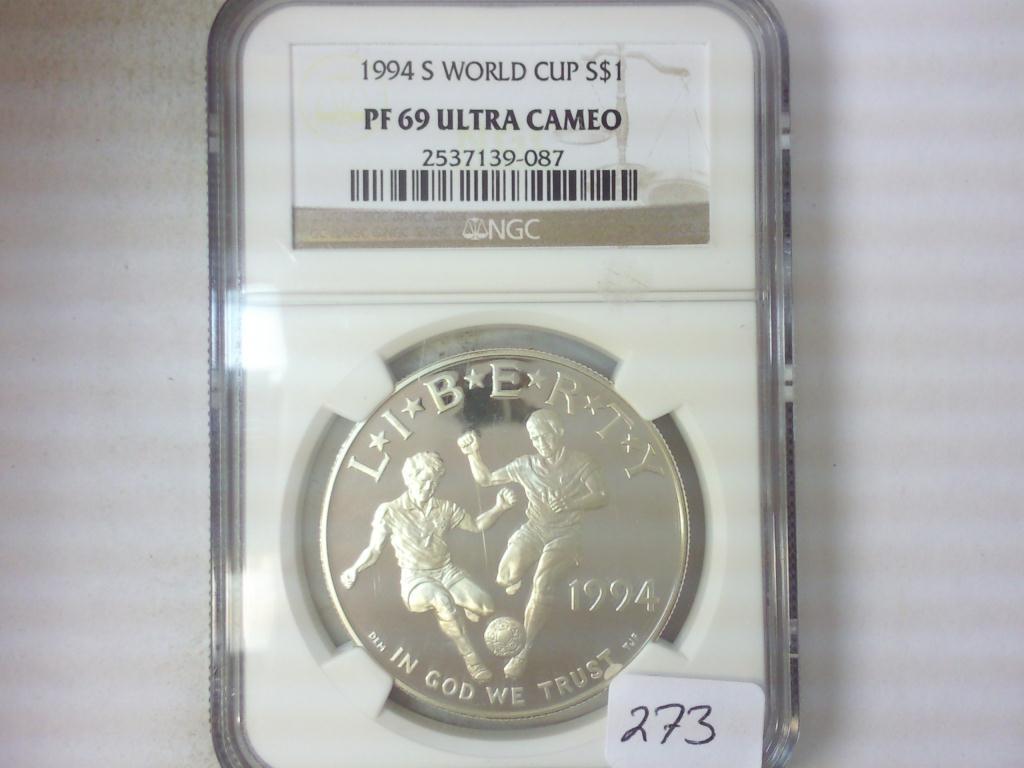 1994 S WORLD CUP S$1
PF 69 ULTRA CAMEO
2537139-087
NGC
L★I★B★E★R★T★Y
1994
IN GOD WE TRUST
273